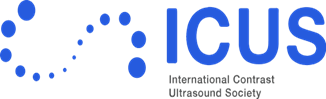 ICUS
International Contrast
Ultrasound Society